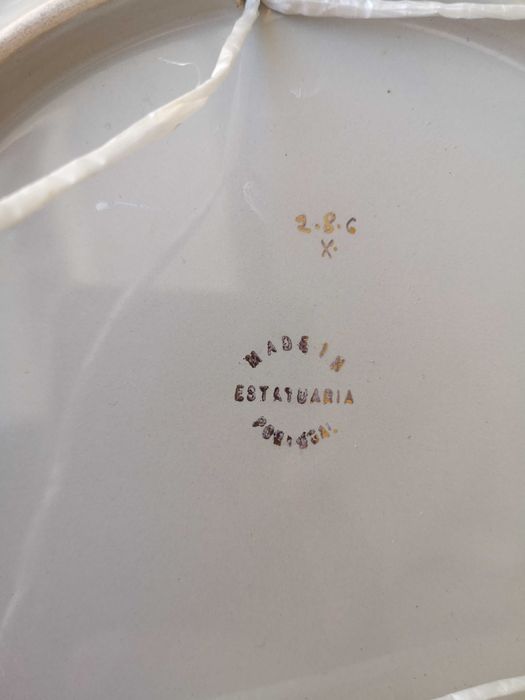 2.8.6
X.
MADE IN
ESTATUARIA
PORTUGAL